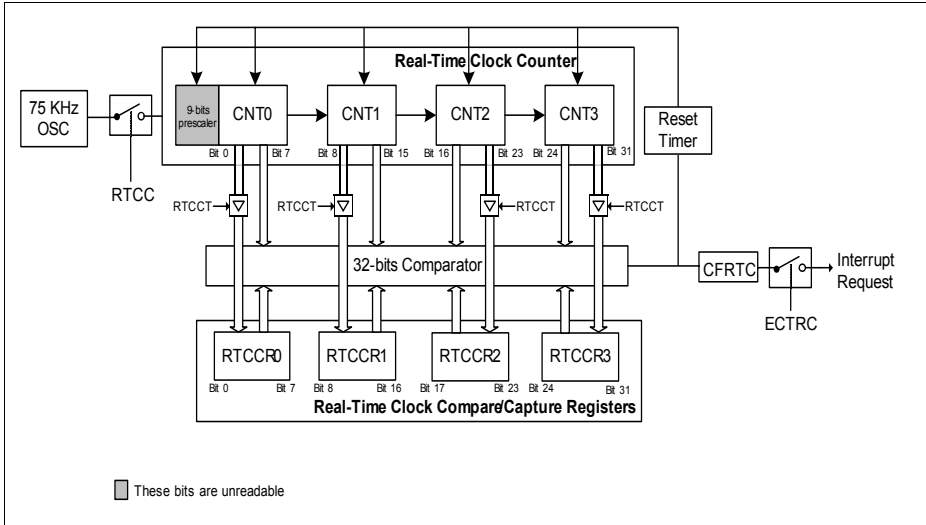 Real-Time Clock Counter
75 KHz
OSC
RTCC
9-bits
prescaler
CNT0
CNT1
CNT2
CNT3
Bit 0
Bit 7
Bit 8
Bit 15
Bit 16
Bit 23
Bit 24
Bit 31
Reset
Timer
RTCCT
RTCCT
RTCCT
RTCCT
32-bits Comparator
CFRTC
Interrupt
Request
ECTRC
RTCCR0
RTCCR1
RTCCR2
RTCCR3
Bit 0
Bit 7
Bit 8
Bit 16
Bit 17
Bit 23
Bit 24
Bit 31
Real-Time Clock Compare/Capture Registers
These bits are unreadable